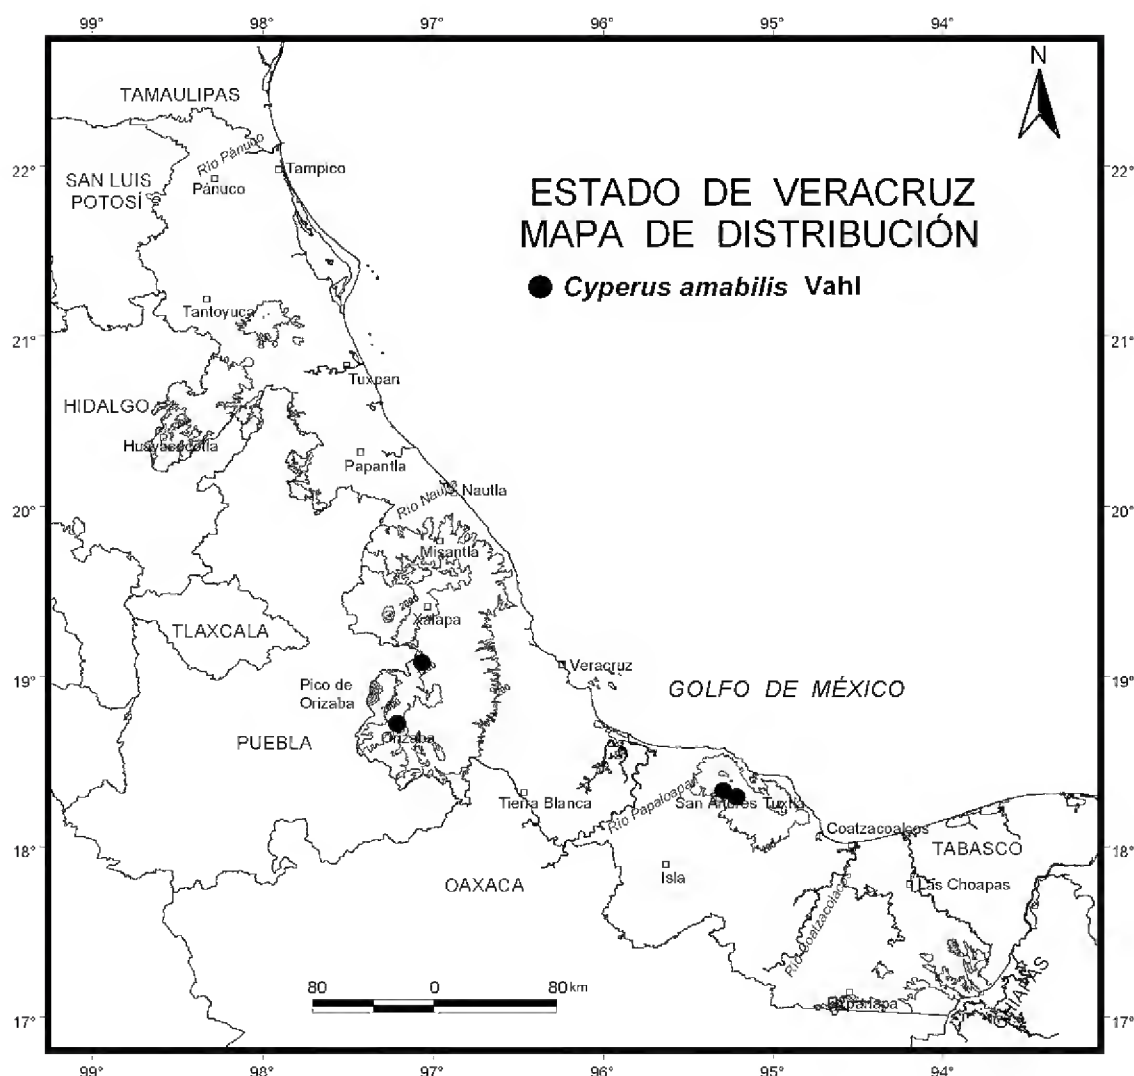 99° 98° 97° 96° 95° 94°
N
TAMAULIPAS
Río Pánuco
22° Tampico 22°
SAN LUIS
POTOSÍ
Pánuco
ESTADO DE VERACRUZ
MAPA DE DISTRIBUCIÓN
Cyperus amabilis Vahl
Tantoyuca
21° 21°
Tuxpan
HIDALGO
Huayacocotla
Papantla
Río Nautla
Nautla
20° 20°
Misantla
2000
Xalapa
TLAXCALA
Veracruz
19° 19°
Pico de
Orizaba
GOLFO DE MÉXICO
PUEBLA
Orizaba
Tierra Blanca
Río Papaloapan
San Andres Tuxtla
Coatzacoalcos
18° 18°
TABASCO
OAXACA
Isla
Las Choapas
Río Coatzacoalcos
CHIAPAS
80 0 80 km
17° 17°
99° 98° 97° 96° 95° 94°